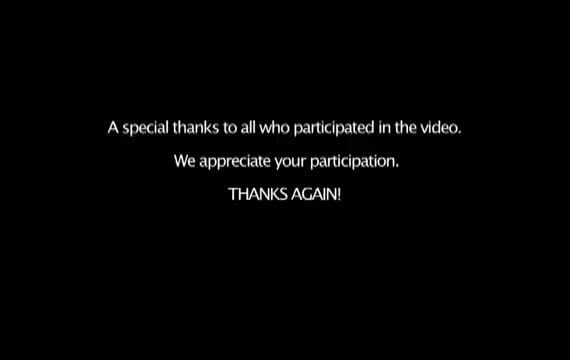 A special thanks to all who participated in the video.
We appreciate your participation.
THANKS AGAIN!